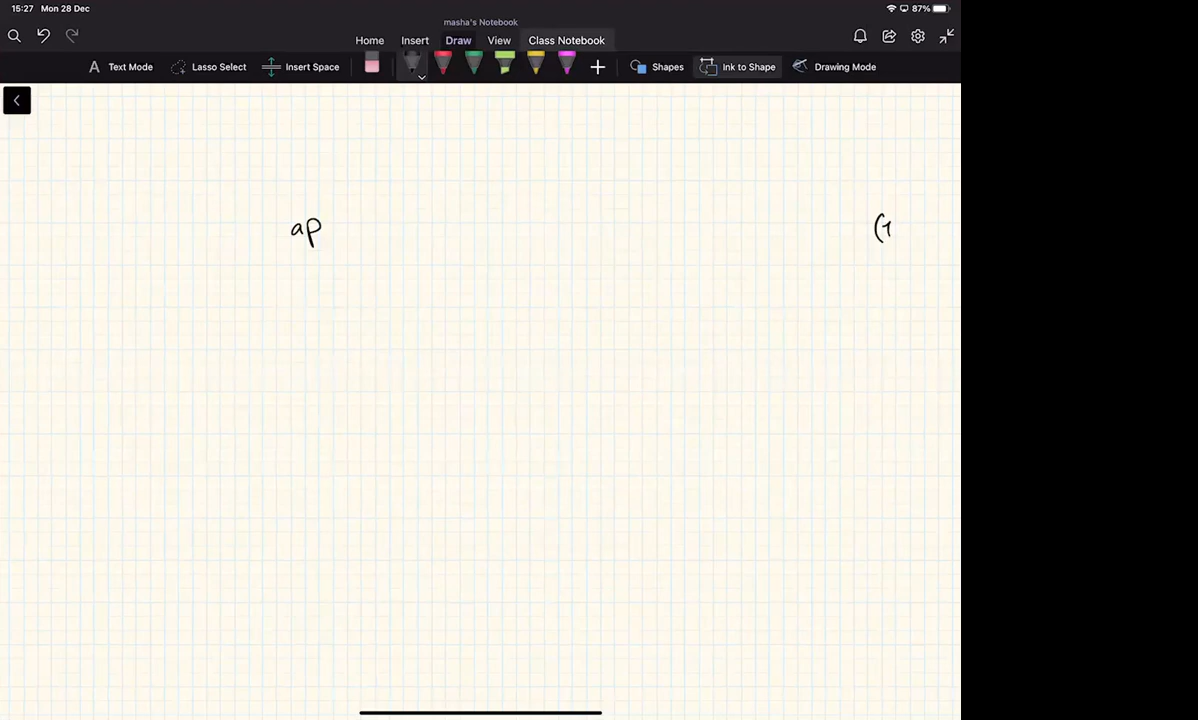 15:27 Mon 28 Dec 87%
masha's Notebook
Home Insert Draw View Class Notebook
A Text Mode Lasso Select Insert Space Shapes Ink to Shape Drawing Mode
ap